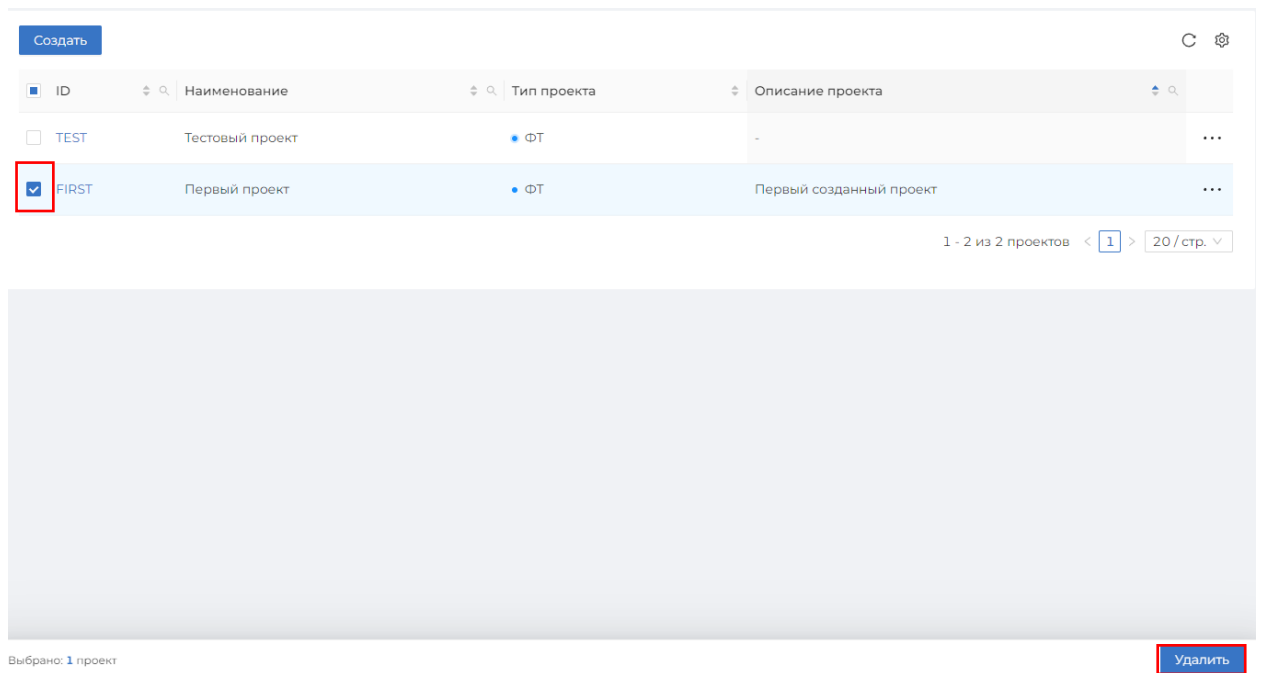 Создать
ID Наименование Тип проекта Описание проекта
TEST Тестовый проект ФТ -
FIRST Первый проект ФТ Первый созданный проект
1 - 2 из 2 проектов < 1 > 20 / стр.
Выбрано: 1 проект Удалить